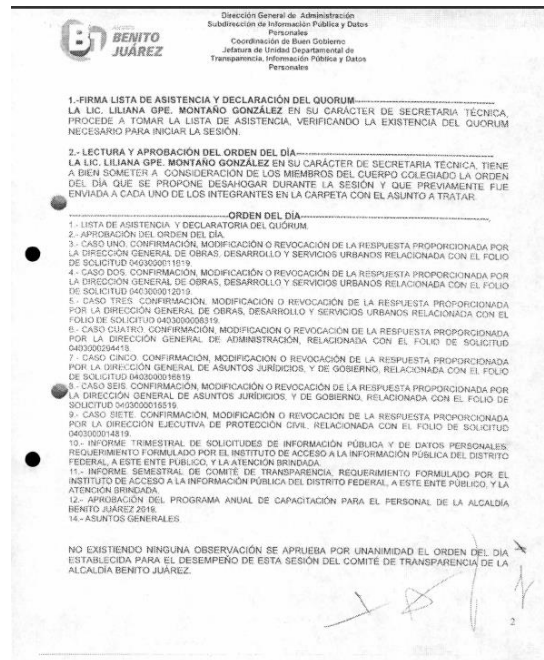 BENITO
JUÁREZ
Dirección General de Administración
Subdirección de Información Pública y Datos
Personales
Coordinación de Buen Gobierno
Jefatura de Unidad Departamental de
Transparencia, Información Pública y Datos
Personales
1.-FIRMA LISTA DE ASISTENCIA Y DECLARACIÓN DEL QUORUM
LA LIC. LILIANA GPE. MONTAÑO GONZÁLEZ EN SU CARÁCTER DE SECRETARIA TÉCNICA,
PROCEDE A TOMAR LA LISTA DE ASISTENCIA, VERIFICANDO LA EXISTENCIA DEL QUORUM
NECESARIO PARA INICIAR LA SESIÓN.
2.- LECTURA Y APROBACIÓN DEL ORDEN DEL DÍA
LA LIC. LILIANA GPE. MONTAÑO GONZÁLEZ EN SU CARÁCTER DE SECRETARIA TÉCNICA, TIENE
A BIEN SOMETER A CONSIDERACIÓN DE LOS MIEMBROS DEL CUERPO COLEGIADO LA ORDEN
DEL DÍA QUE SE PROPONE DESAHOGAR DURANTE LA SESIÓN Y QUE PREVIAMENTE FUE
ENVIADA A CADA UNO DE LOS INTEGRANTES EN LA CARPETA CON EL ASUNTO A TRATAR.
ORDEN DEL DÍA
1.- LISTA DE ASISTENCIA Y DECLARATORIA DEL QUÓRUM.
2.- APROBACIÓN DEL ORDEN DEL DÍA.
3.- CASO UNO. CONFIRMACIÓN, MODIFICACIÓN O REVOCACIÓN DE LA RESPUESTA PROPORCIONADA POR
LA DIRECCIÓN GENERAL DE OBRAS, DESARROLLO Y SERVICIOS URBANOS RELACIONADA CON EL FOLIO
DE SOLICITUD 0403000011619.
4.- CASO DOS. CONFIRMACIÓN, MODIFICACIÓN O REVOCACIÓN DE LA RESPUESTA PROPORCIONADA POR
LA DIRECCIÓN GENERAL DE OBRAS, DESARROLLO Y SERVICIOS URBANOS RELACIONADA CON EL FOLIO
DE SOLICITUD 0403000012019.
5.- CASO TRES. CONFIRMACIÓN, MODIFICACIÓN O REVOCACIÓN DE LA RESPUESTA PROPORCIONADA
POR LA DIRECCIÓN GENERAL DE OBRAS, DESARROLLO Y SERVICIOS URBANOS RELACIONADA CON EL
FOLIO DE SOLICITUD
6.- CASO CUATRO. CONFIRMACIÓN, MODIFICACIÓN O REVOCACIÓN DE LA RESPUESTA PROPORCIONADA
POR LA DIRECCIÓN GENERAL DE ADMINISTRACIÓN, RELACIONADA CON EL FOLIO DE SOLICITUD
0403000294418.
7.- CASO CINCO. CONFIRMACIÓN, MODIFICACIÓN O REVOCACIÓN DE LA RESPUESTA PROPORCIONADA
POR LA DIRECCIÓN GENERAL DE ASUNTOS JURÍDICOS, Y DE GOBIERNO, RELACIONADA CON EL FOLIO
DE SOLICITUD 0403000016819
8.- CASO SEIS. CONFIRMACIÓN, MODIFICACIÓN O REVOCACIÓN DE LA RESPUESTA PROPORCIONADA POR
LA DIRECCIÓN GENERAL DE ASUNTOS JURÍDICOS, Y DE GOBIERNO, RELACIONADA CON EL FOLIO DE
SOLICITUD 0403000016519.
9.- CASO SIETE. CONFIRMACIÓN, MODIFICACIÓN O REVOCACIÓN DE LA RESPUESTA PROPORCIONADA
POR LA DIRECCIÓN EJECUTIVA DE PROTECCIÓN CIVIL, RELACIONADA CON EL FOLIO DE SOLICITUD
0403000014819.
10.- INFORME TRIMESTRAL DE SOLICITUDES DE INFORMACIÓN PÚBLICA Y DE DATOS PERSONALES,
REQUERIMIENTO FORMULADO POR EL INSTITUTO DE ACCESO A LA INFORMACIÓN PÚBLICA DEL DISTRITO
FEDERAL, A ESTE ENTE PÚBLICO, Y LA ATENCIÓN BRINDADA.
11.- INFORME SEMESTRAL DE COMITÉ DE TRANSPARENCIA, REQUERIMIENTO FORMULADO POR EL
INSTITUTO DE ACCESO A LA INFORMACIÓN PÚBLICA DEL DISTRITO FEDERAL, A ESTE ENTE PÚBLICO, Y LA
ATENCIÓN BRINDADA.
12.- APROBACIÓN DEL PROGRAMA ANUAL DE CAPACITACIÓN PARA EL PERSONAL DE LA ALCALDÍA
BENITO JUÁREZ 2019.
14.- ASUNTOS GENERALES
NO EXISTIENDO NINGUNA OBSERVACIÓN SE APRUEBA POR UNANIMIDAD EL ORDEN DEL DÍA
ESTABLECIDA PARA EL DESEMPEÑO DE ESTA SESIÓN DEL COMITÉ DE TRANSPARENCIA DE LA
ALCALDÍA BENITO JUÁREZ.
2